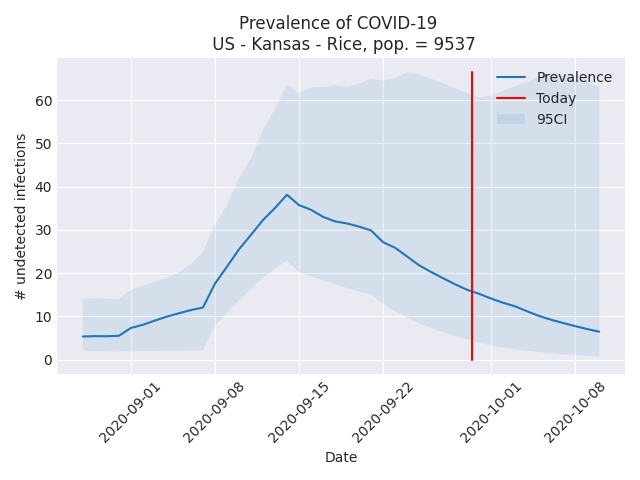 Prevalence of COVID-19
US - Kansas - Rice, pop. = 9537
# undetected infections
60
50
40
30
20
10
0
Prevalence
Today
95CI
2020-09-01
2020-09-08
2020-09-15
2020-09-22
2020-10-01
2020-10-08
Date